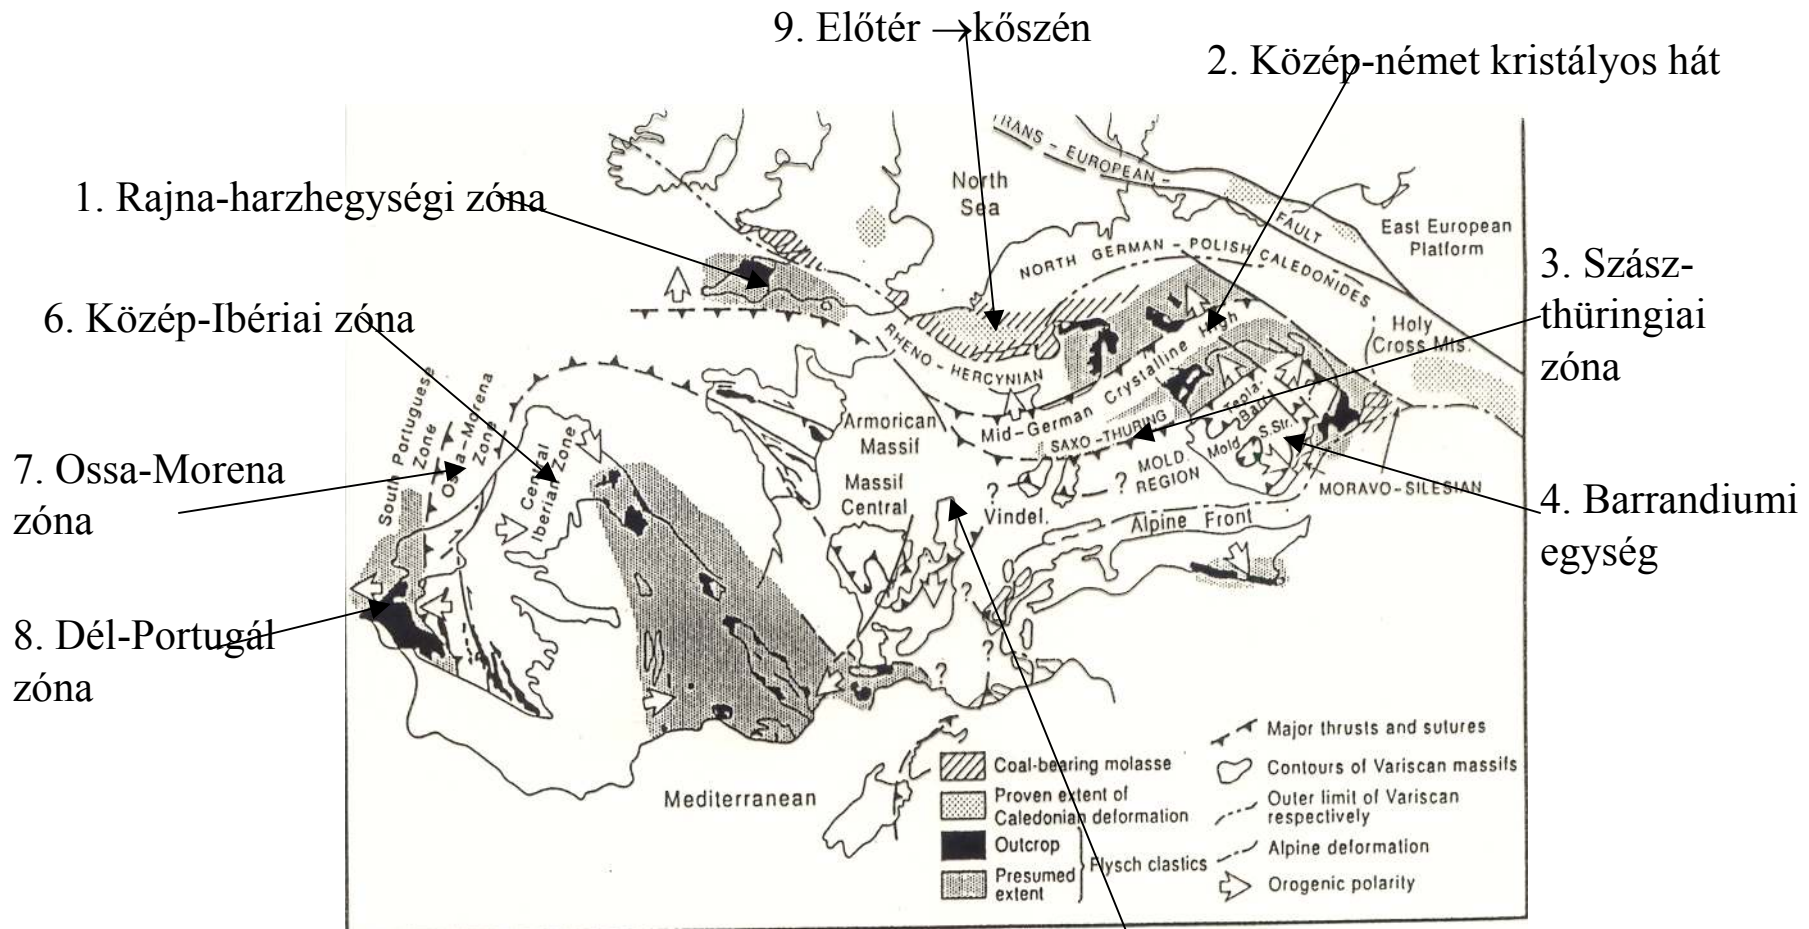 9. Előtér →kőszén
2. Közép-német kristályos hát
1. Rajna-harzhegységi zóna
6. Közép-Ibériai zóna
7. Ossa-Morena
zóna
8. Dél-Portugál
zóna
3. Szász-
thüringiai
zóna
4. Barrandiumi
egység
TRANS - EUROPEAN -
FAULT
North
Sea
East European
Platform
NORTH GERMAN - POLISH CALEDONIDES
Holy
Cross Mts.
RHENO - HERCYNIAN
Mid-German Crystalline High
SAXO-THURING
Tepla-
Barr.
Mold
S.Str.
MOLD.
REGION
MORAVO-SILESIAN
Armorican
Massif
Massif
Central
Vindel.
Alpine Front
South Portuguese
Zone
Ossa-Morena
Zone
Central
Iberian Zone
?
?
?
?
?
Mediterranean
Coal-bearing molasse
Proven extent of
Caledonian deformation
Outcrop
Presumed
extent
Flysch clastics
Major thrusts and sutures
Contours of Variscan massifs
Outer limit of Variscan
respectively
Alpine deformation
Orogenic polarity